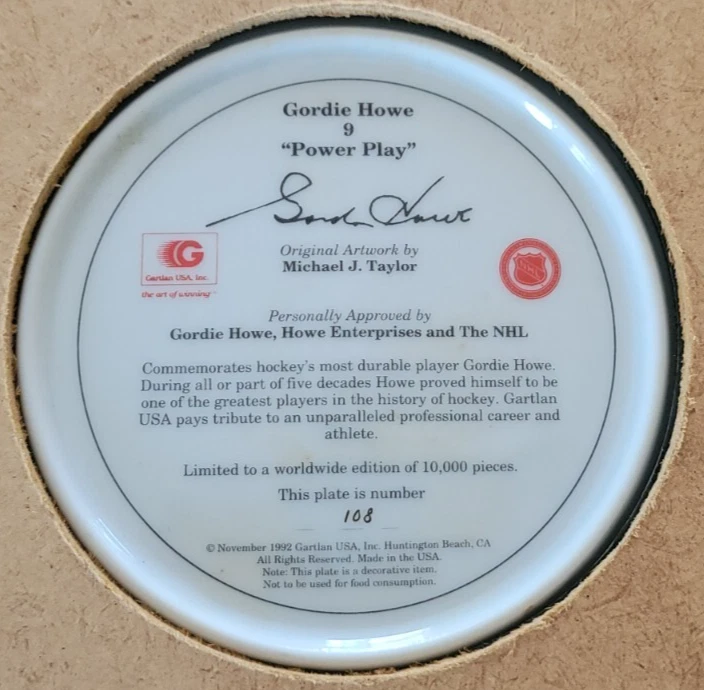 Gordie Howe
9
“Power Play”
Gordie Howe
Original Artwork by
Michael J. Taylor
G
Gartlan USA, Inc.
the art of winning™
NHL
Personally Approved by
Gordie Howe, Howe Enterprises and The NHL
Commemorates hockey's most durable player Gordie Howe.
During all or part of five decades Howe proved himself to be
one of the greatest players in the history of hockey. Gartlan
USA pays tribute to an unparalleled professional career and
athlete.
Limited to a worldwide edition of 10,000 pieces.
This plate is number
108
© November 1992 Gartlan USA, Inc. Huntington Beach, CA
All Rights Reserved. Made in the USA.
Note: This plate is a decorative item.
Not to be used for food consumption.